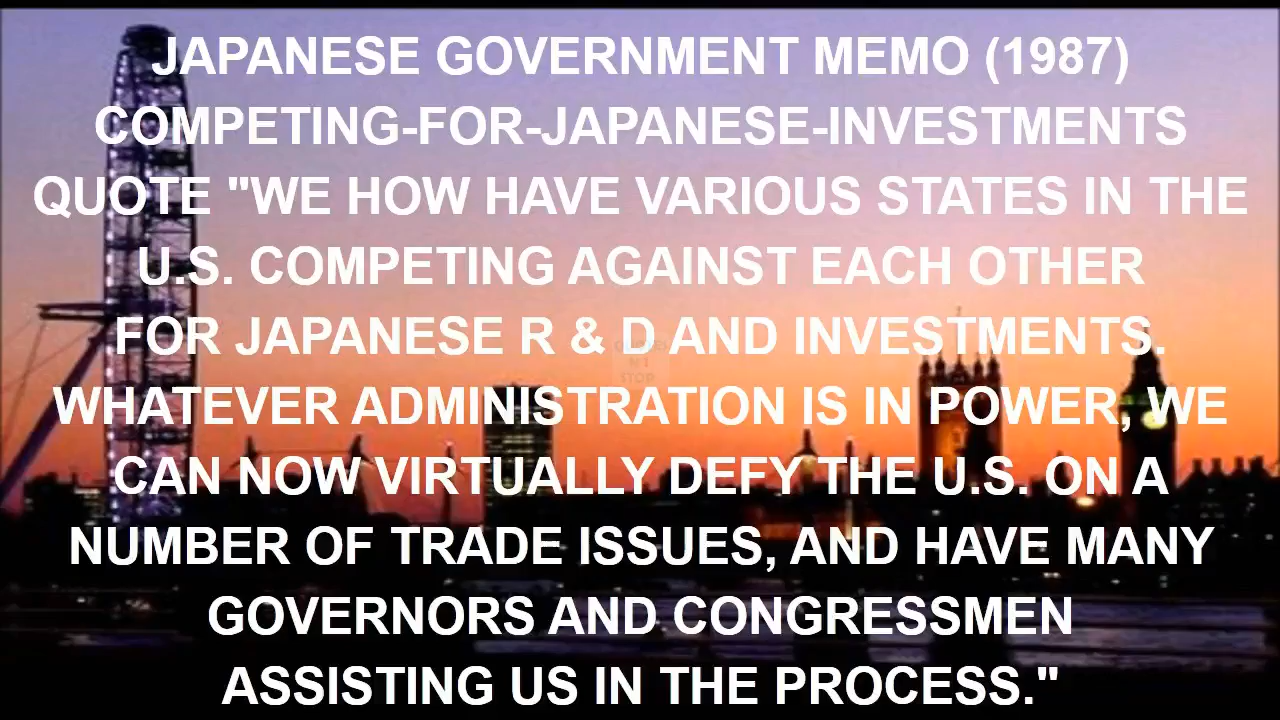 JAPANESE GOVERNMENT MEMO (1987)
COMPETING-FOR-JAPANESE-INVESTMENTS
QUOTE "WE HOW HAVE VARIOUS STATES IN THE
U.S. COMPETING AGAINST EACH OTHER
FOR JAPANESE R & D AND INVESTMENTS.
WHATEVER ADMINISTRATION IS IN POWER, WE
CAN NOW VIRTUALLY DEFY THE U.S. ON A
NUMBER OF TRADE ISSUES, AND HAVE MANY
GOVERNORS AND CONGRESSMEN
ASSISTING US IN THE PROCESS."